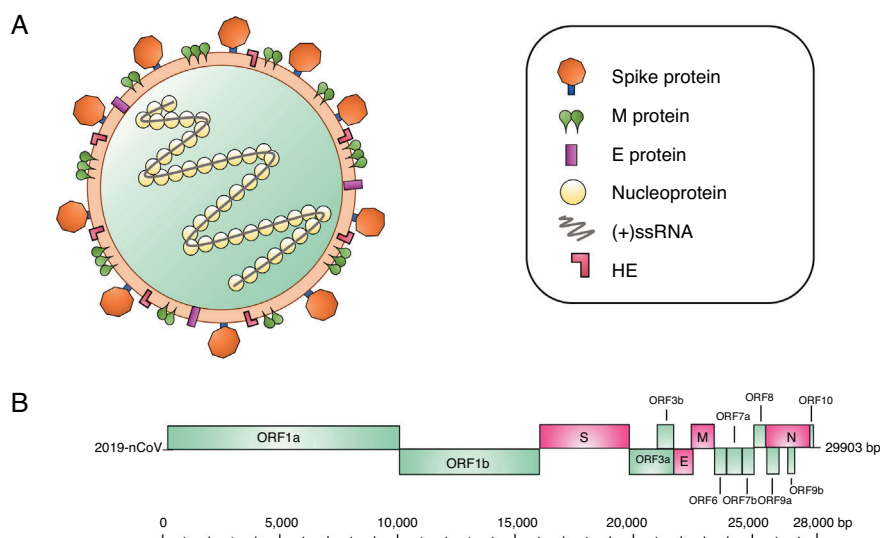 A
Spike protein
M protein
E protein
Nucleoprotein
(+)ssRNA
HE
B
ORF3b
ORF7a
ORF8
ORF10
2019-nCoV
ORF1a
ORF1b
S
ORF3a
E
M
N
29903 bp
ORF6
ORF7b
ORF9a
ORF9b
0 5,000 10,000 15,000 20,000 25,000 28,000 bp